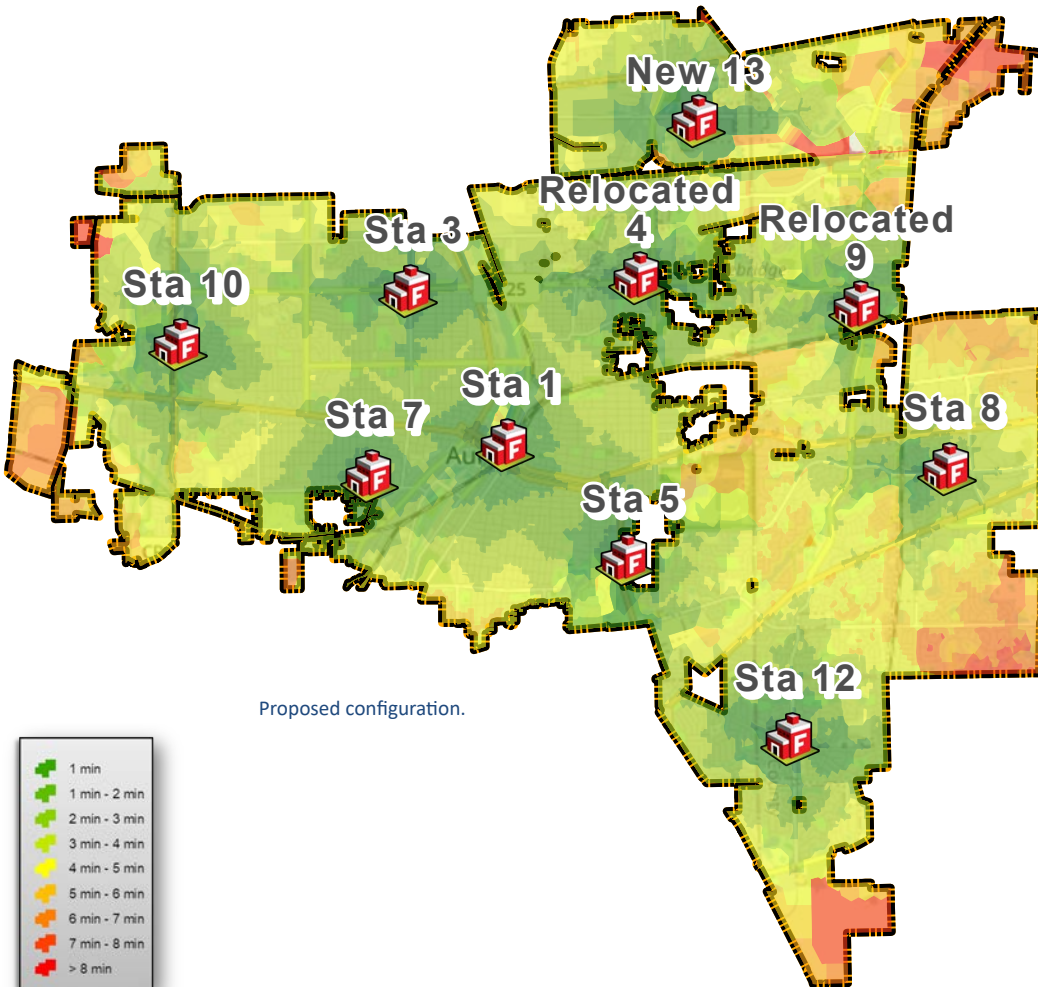 New 13
Relocated
4
Relocated
9
Sta 3
Sta 10
25
Sta 1
Sta 7
Sta 8
Sta 5
Sta 12
Proposed configuration.
1 min
1 min - 2 min
2 min - 3 min
3 min - 4 min
4 min - 5 min
5 min - 6 min
6 min - 7 min
7 min - 8 min
> 8 min
F
F
F
F
F
F
F
F
F
F